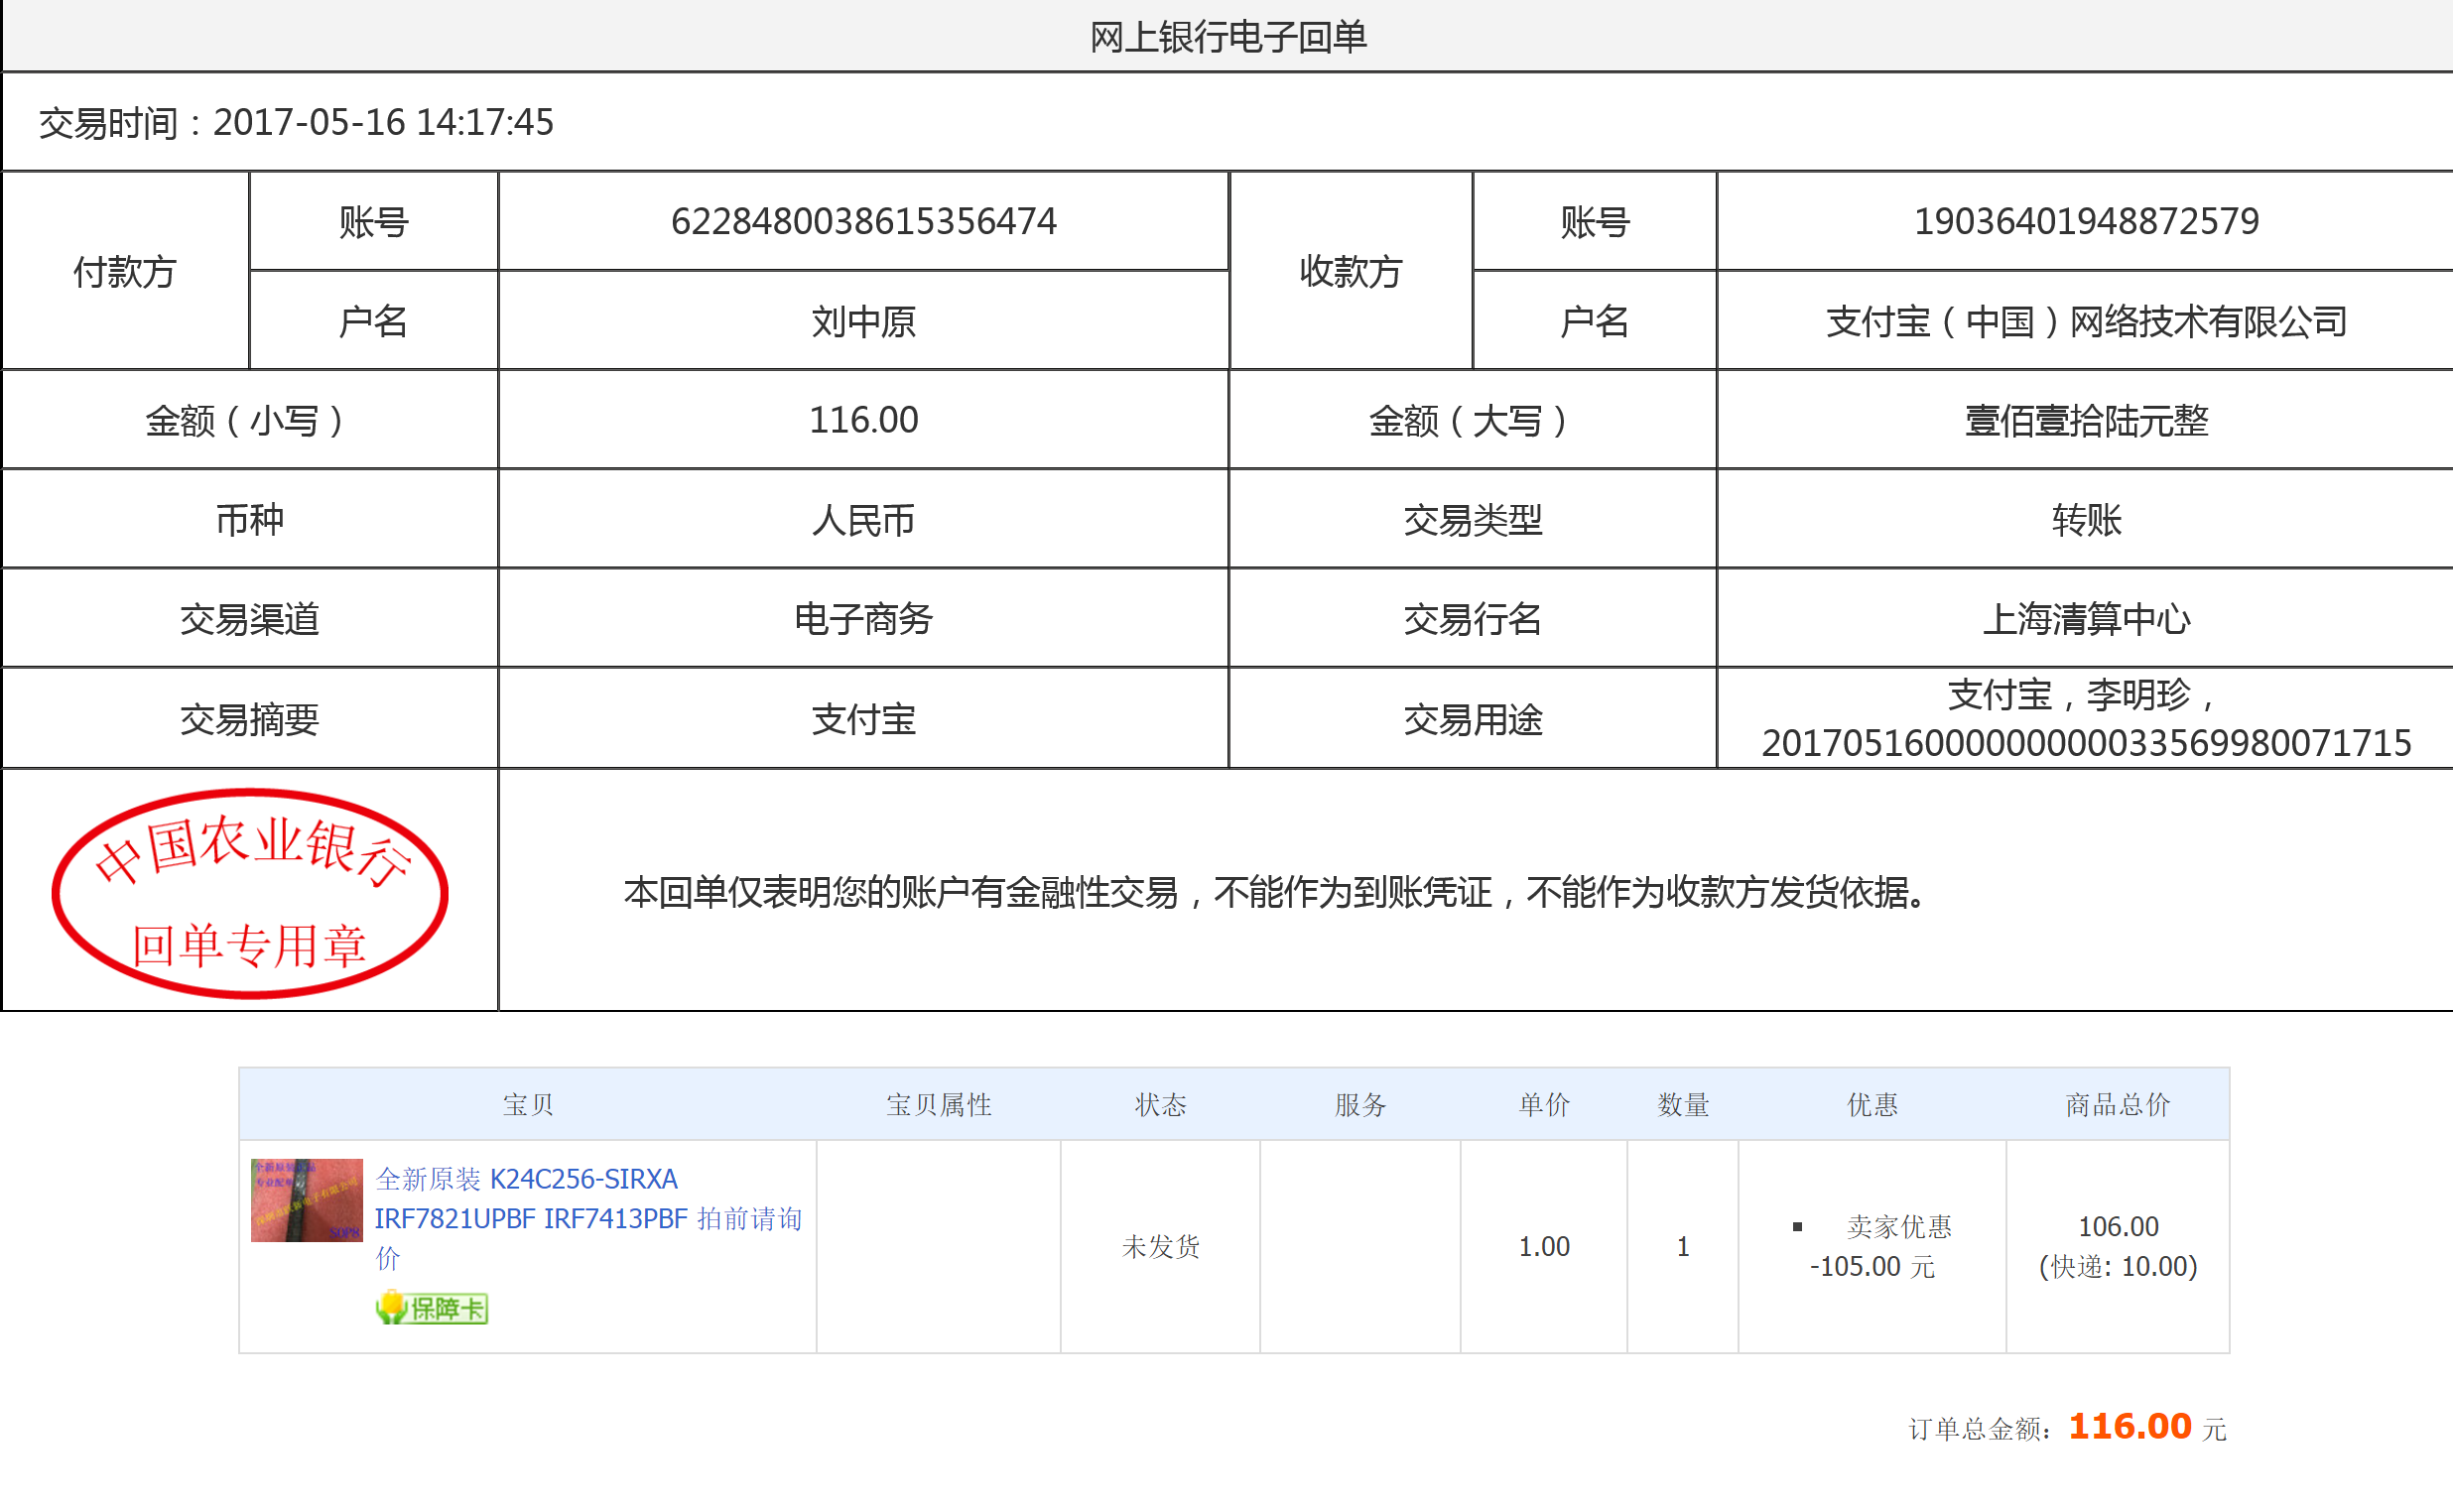 网上银行电子回单
交易时间：2017-05-16 14:17:45
付款方 账号 6228480038615356474 收款方 账号 19036401948872579
户名 刘中原 户名 支付宝（中国）网络技术有限公司
金额（小写） 116.00 金额（大写） 壹佰壹拾陆元整
币种 人民币 交易类型 转账
交易渠道 电子商务 交易行名 上海清算中心
交易摘要 支付宝 交易用途 支付宝，李明珍，
2017051600000000003356998007​1715
中国农业银行
回单专用章
本回单仅表明您的账户有金融性交易，不能作为到账凭证，不能作为收款方发货依据。
宝贝 宝贝属性 状态 服务 单价 数量 优惠 商品总价
全新原装 K24C256-SIRXA
IRF7821UPBF IRF7413PBF 拍前请询
价
保障卡
未发货 1.00 1
▪ 卖家优惠
-105.00 元
106.00
(快递: 10.00)
SOP8
订单总金额：116.00 元